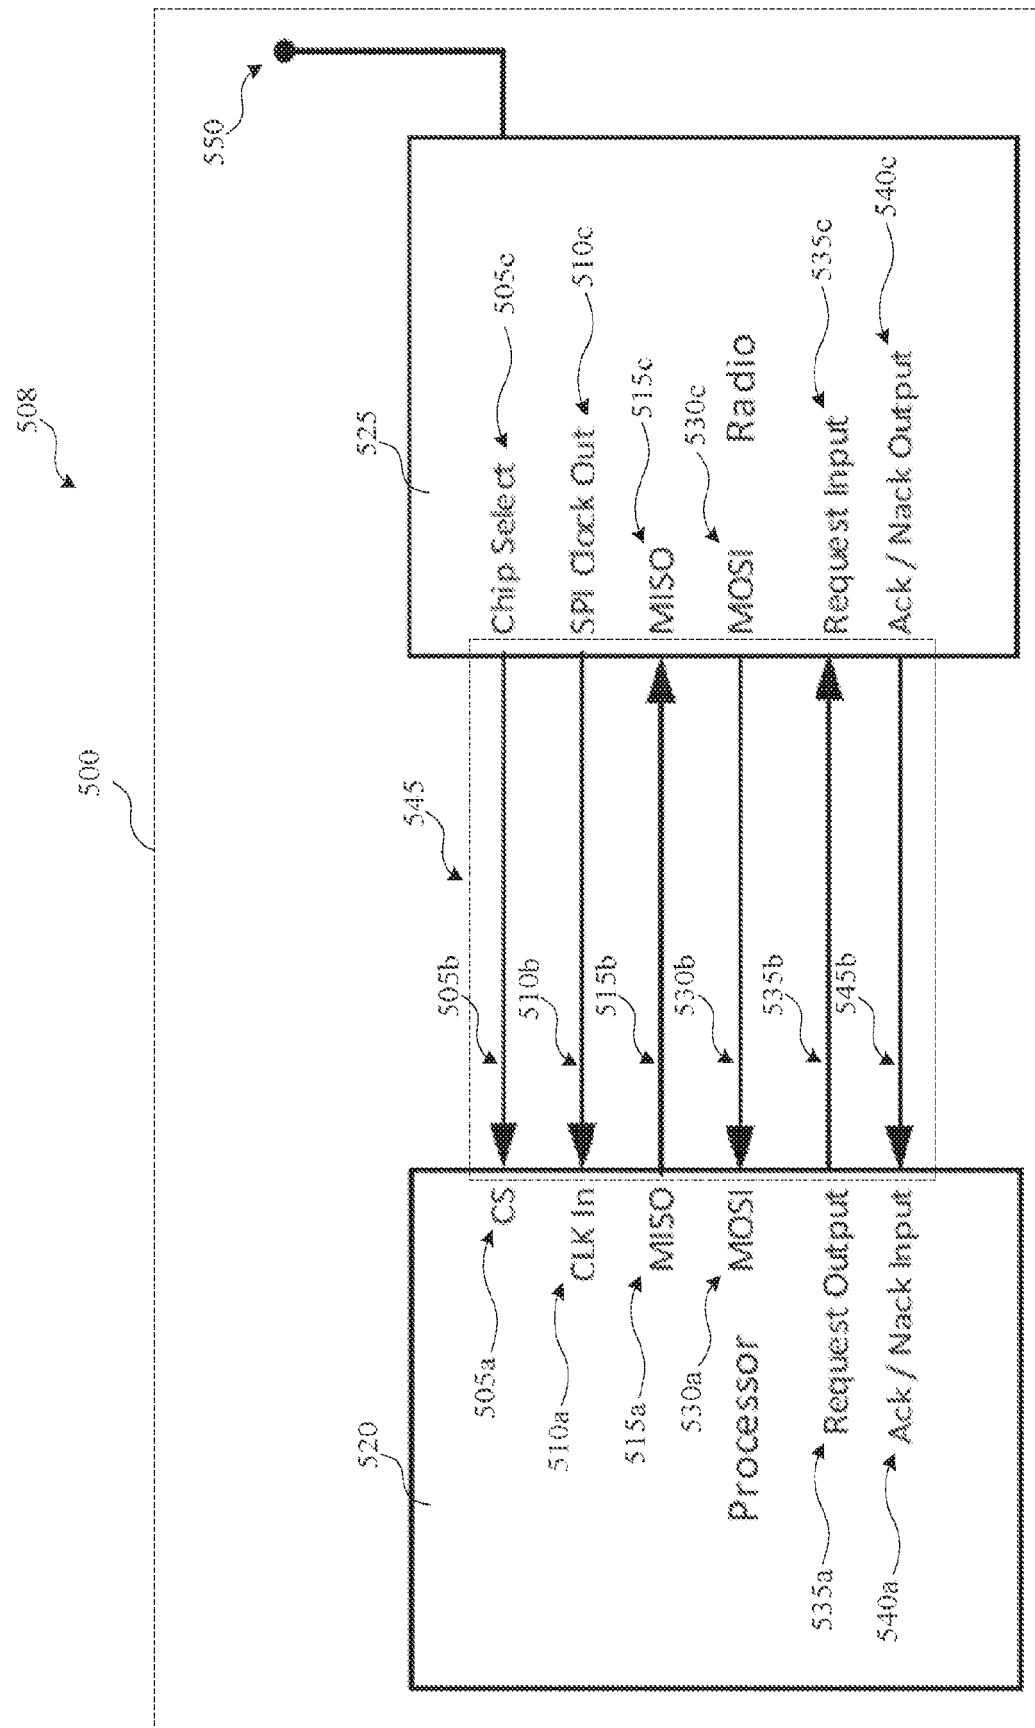 508
500
550
520
525
545
505b
505a
CS
Chip Select
505c
510b
510a
CLK In
SPI Clock Out
510c
515b
515a
MISO
MISO
515c
530b
530a
MOSI
MOSI
530c
Processor
Radio
535b
535a
Request Output
Request Input
535c
545b
540a
Ack / Nack Input
Ack / Nack Output
540c